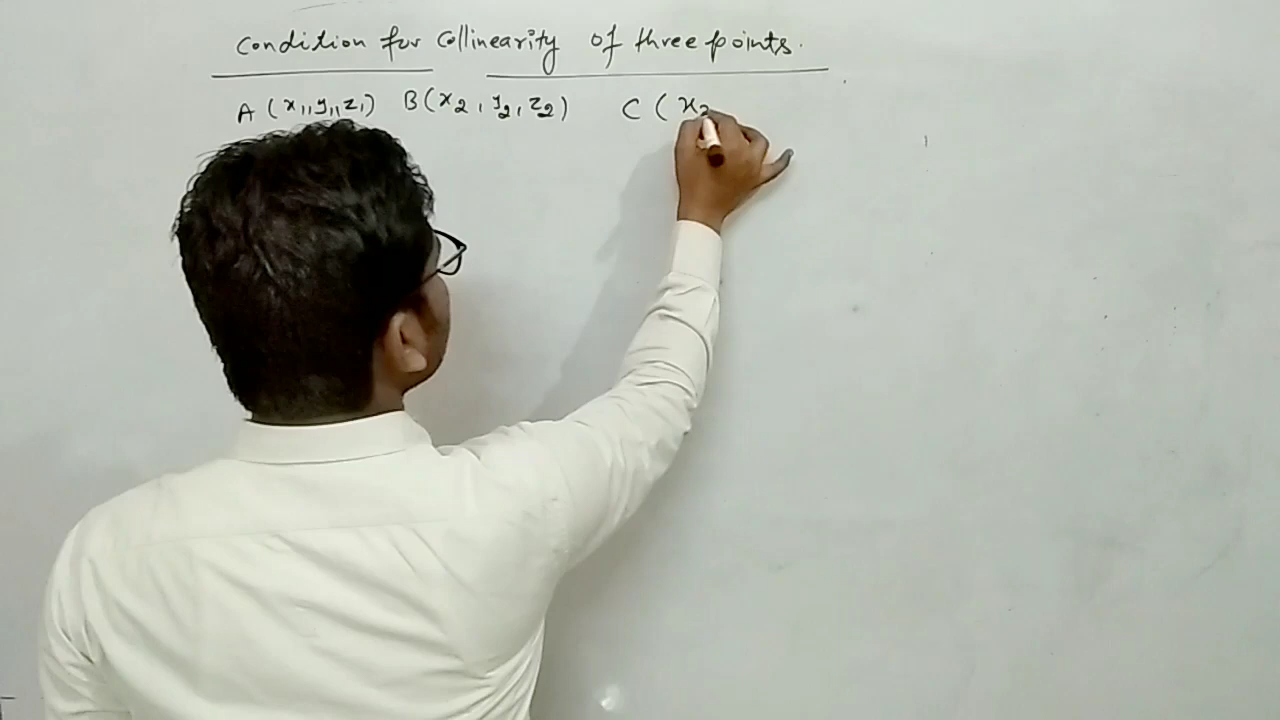 Condition for Collinearity of three points.
A (x1, y1, z1) B (x2, y2, z2) C (x